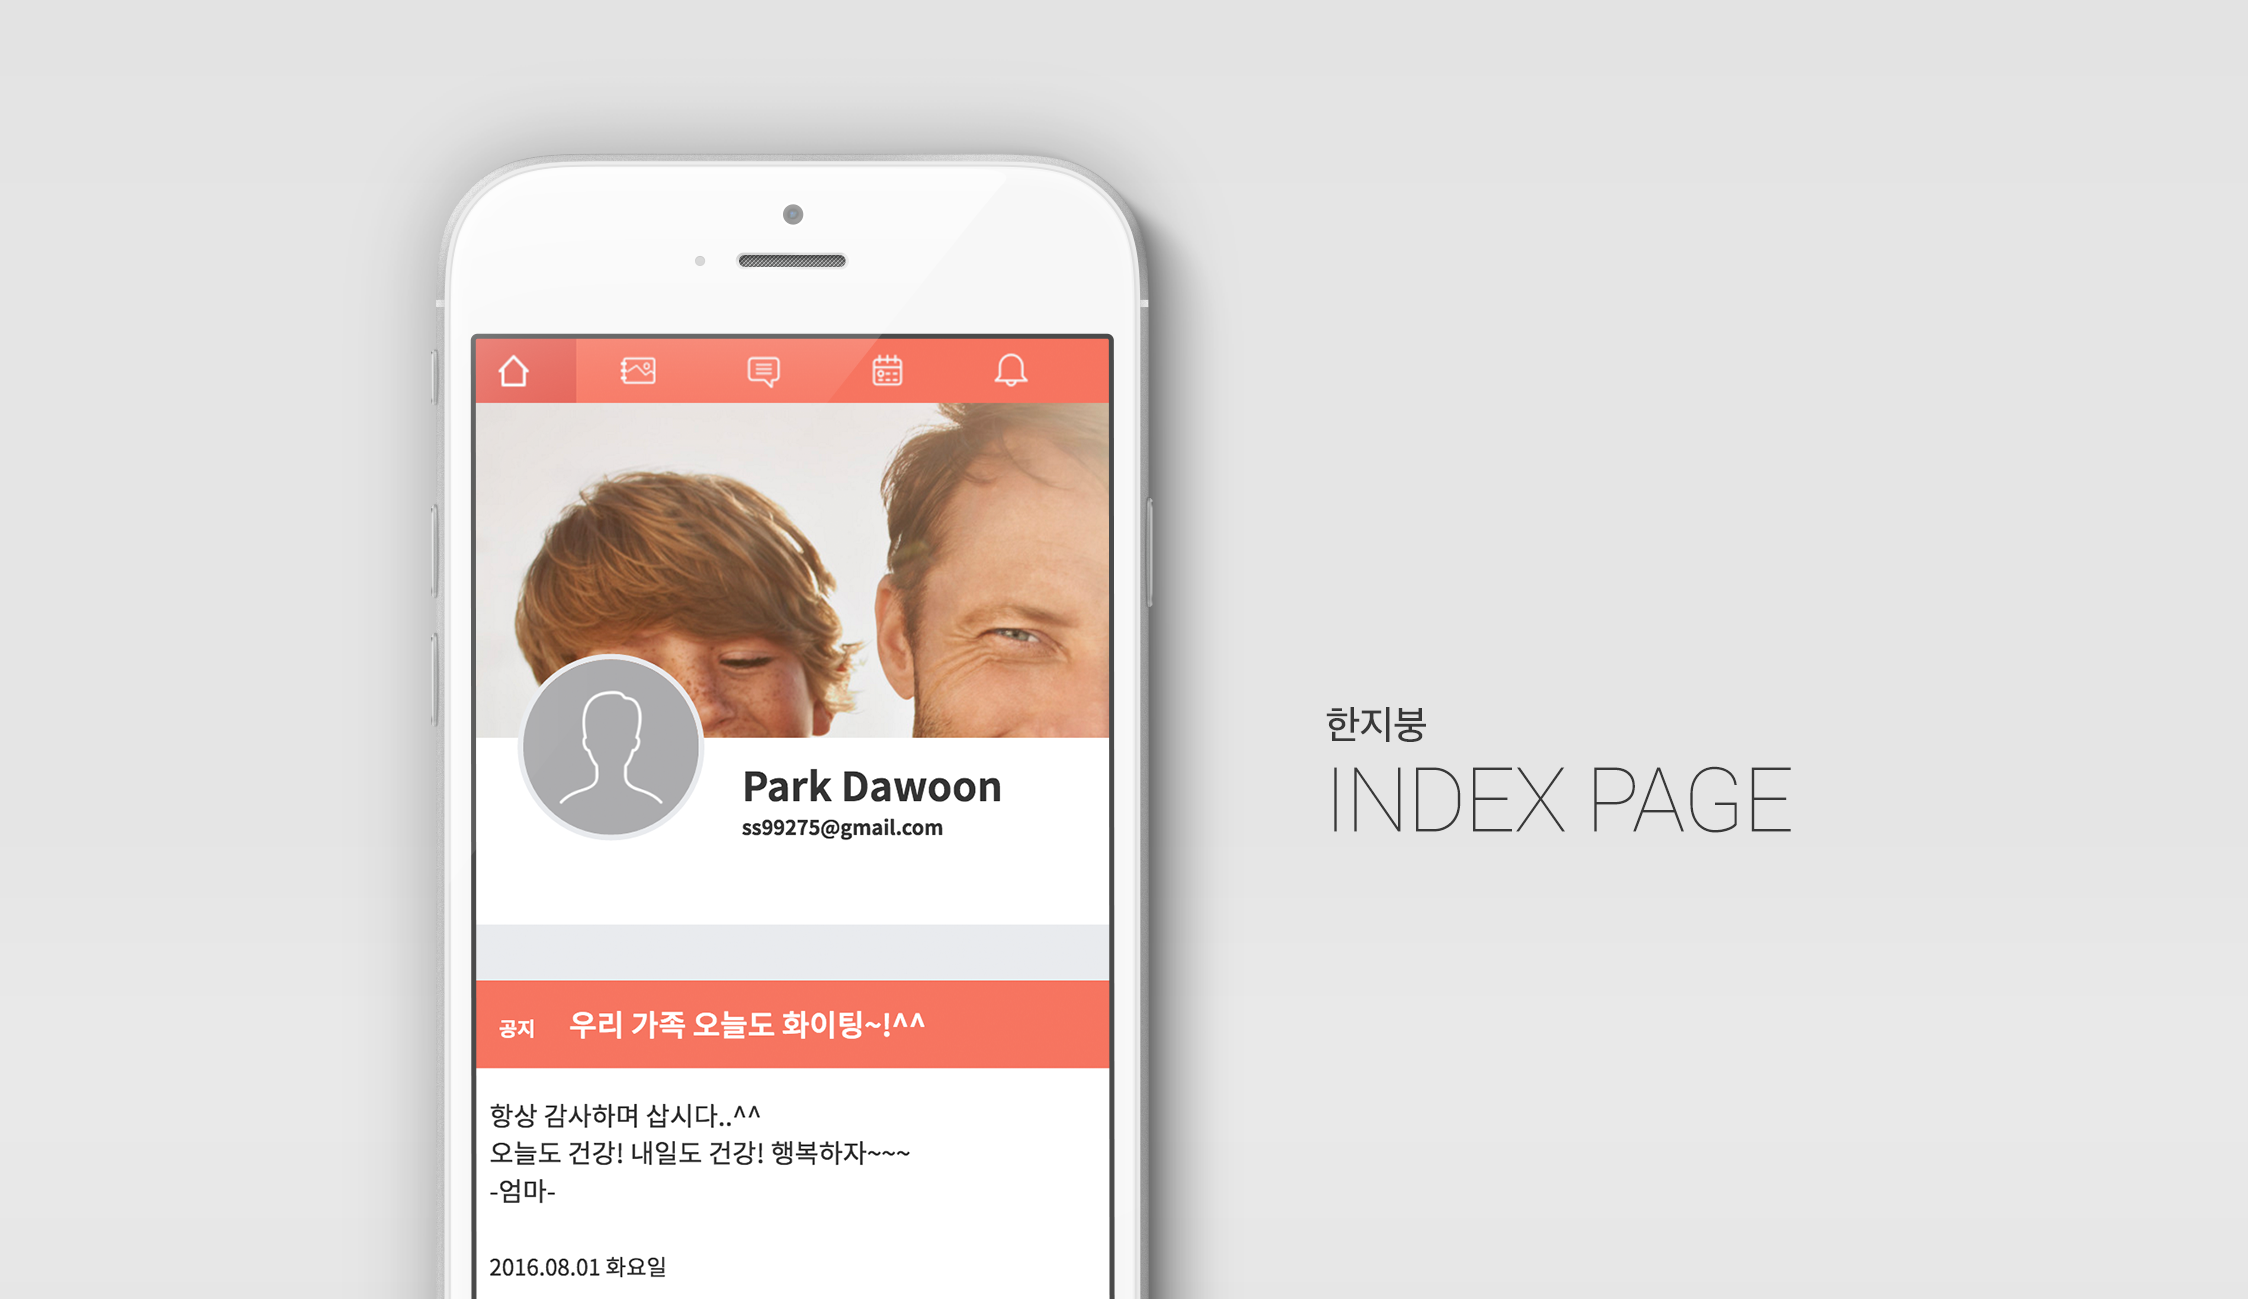 Park Dawoon
ss99275@gmail.com
공지 우리 가족 오늘도 화이팅~!^^
항상 감사하며 삽시다..^^
오늘도 건강! 내일도 건강! 행복하자~~~
-엄마-
2016.08.01 화요일
한지붕
INDEX PAGE